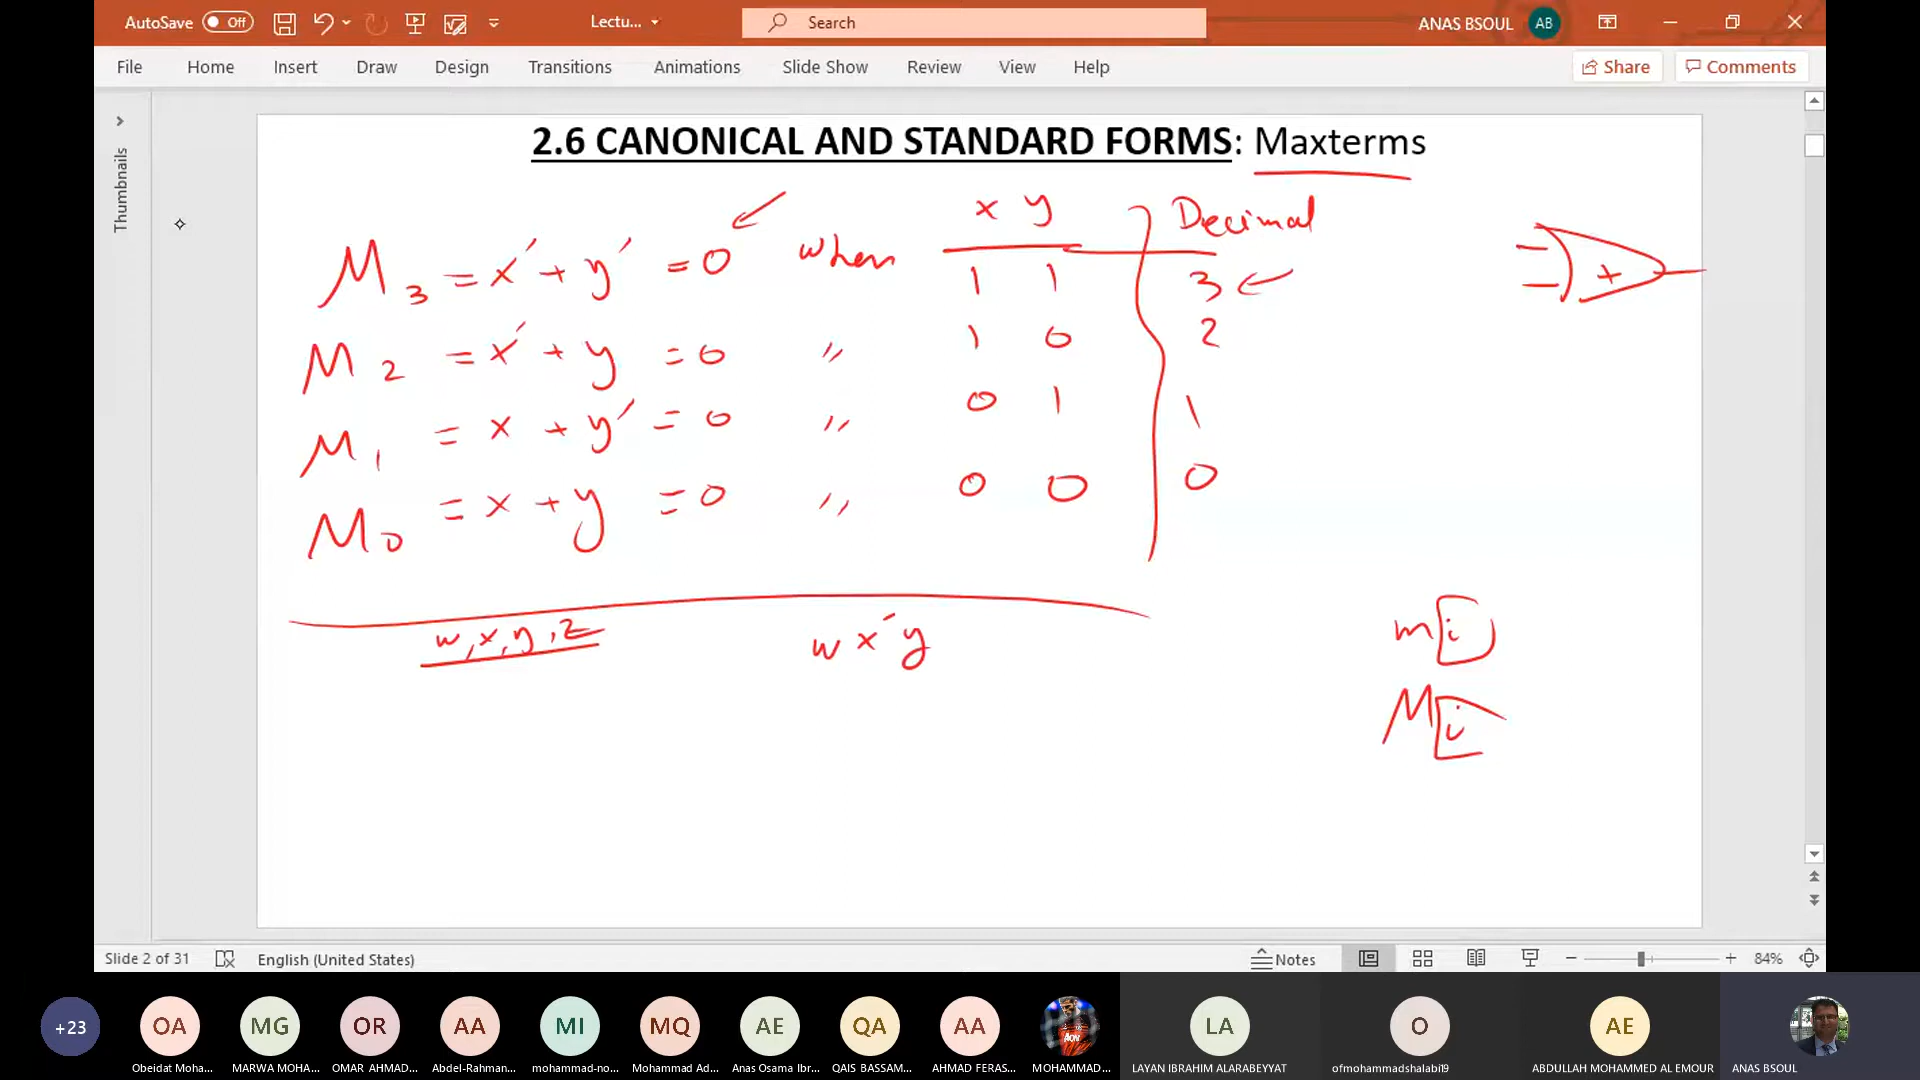 AutoSave Off Lectu... Search ANAS BSOUL AB
File Home Insert Draw Design Transitions Animations Slide Show Review View Help Share Comments
Thumbnails
2.6 CANONICAL AND STANDARD FORMS: Maxterms
x y Decimal
M3 = x' + y' = 0 when 1 1 3
M2 = x' + y = 0 " 1 0 2
M1 = x + y' = 0 " 0 1 1
M0 = x + y = 0 " 0 0 0
+
w, x, y, z
w x' y
m i
M i
Slide 2 of 31 English (United States) Notes 84%
+23 OA MG OR AA MI MQ AE QA AA LA O AE
Obeidat Moha... MARWA MOHA... OMAR AHMAD... Abdel-Rahman... mohammad-no... Mohammad Ad... Anas Osama Ibr... QAIS BASSAM... AHMAD FERAS... MOHAMMAD... LAYAN IBRAHIM ALARABEYYAT ofmohammadshalabi19 ABDULLAH MOHAMMED AL EMOUR ANAS BSOUL